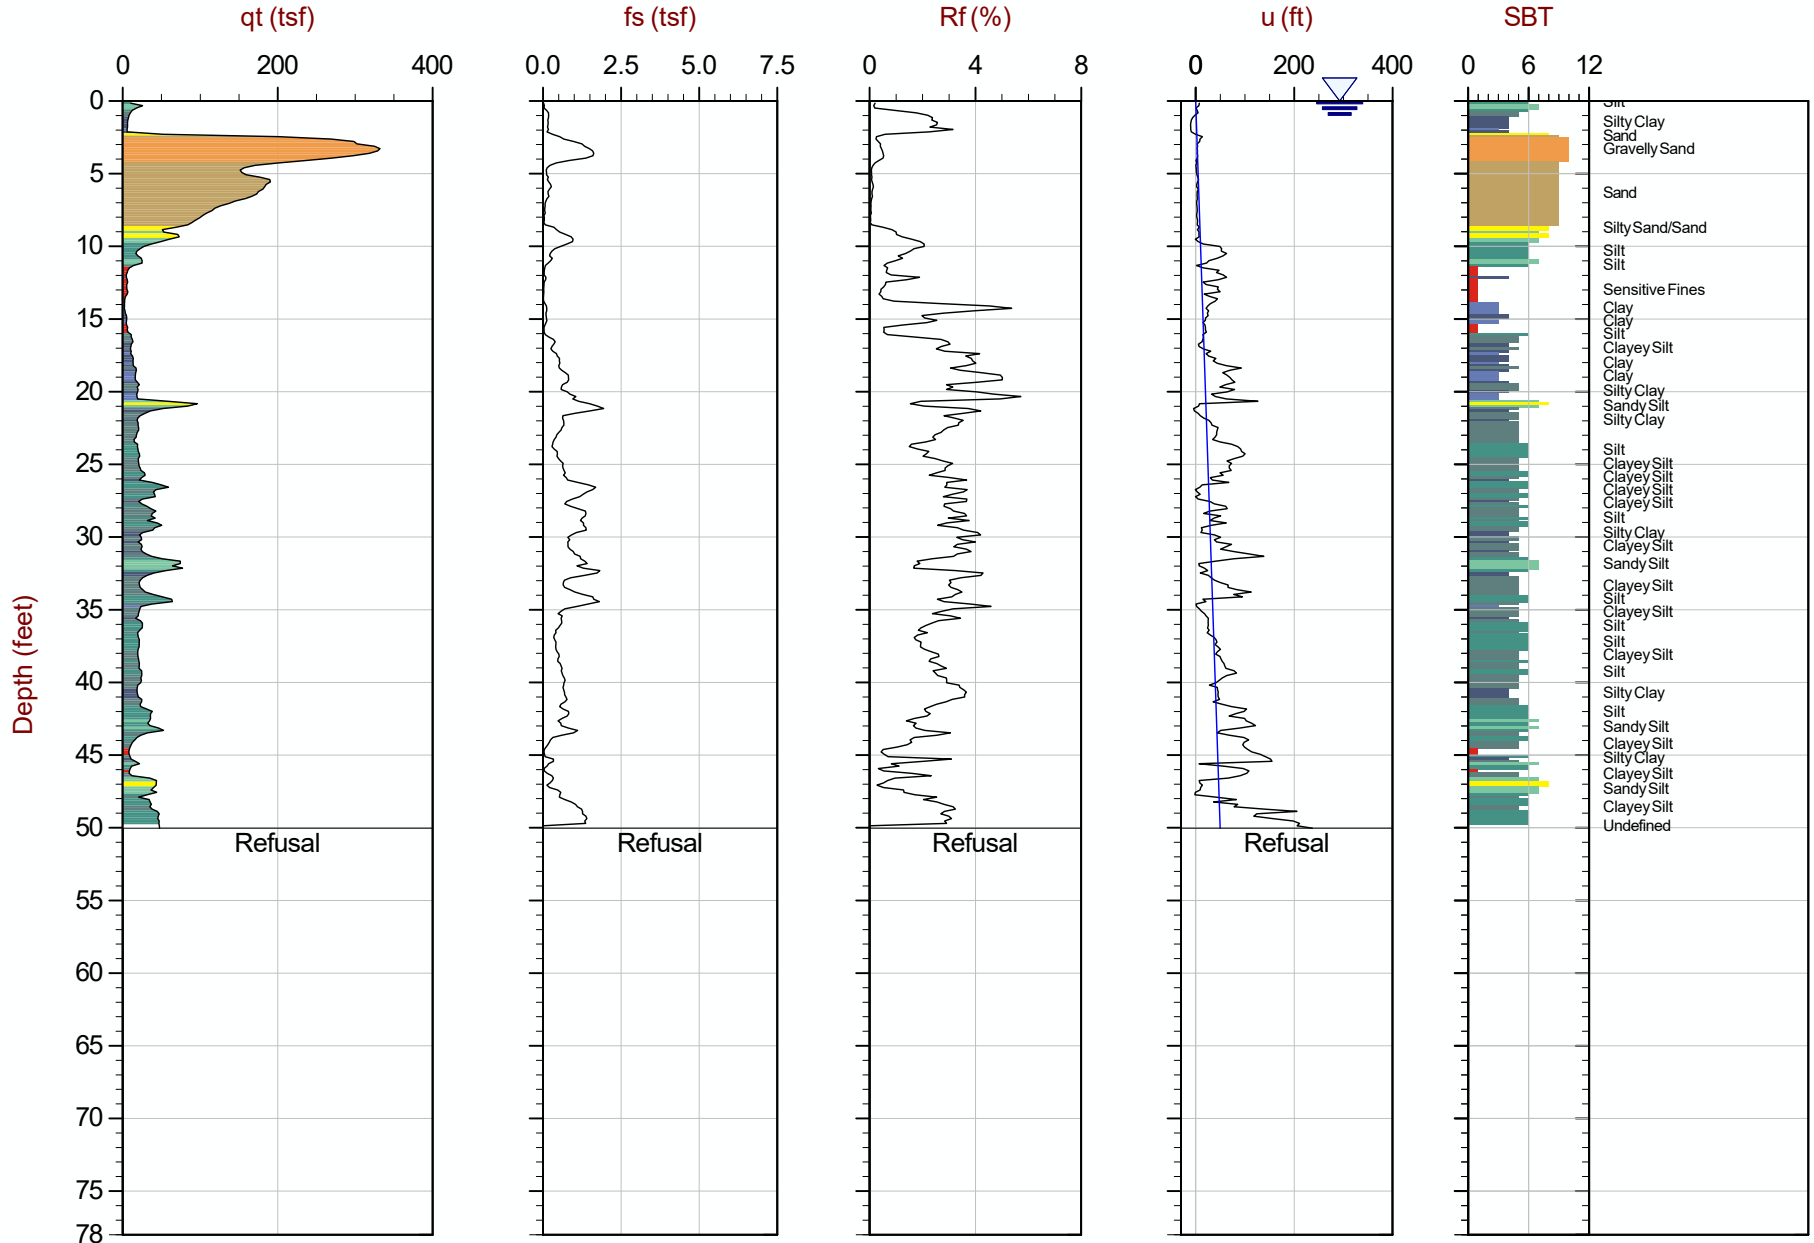 qt (tsf) fs (tsf) Rf (%) u (ft) SBT
0 200 400 0.0 2.5 5.0 7.5 0 4 8 0 200 400 0 6 12
Depth (feet)
0
5
10
15
20
25
30
35
40
45
50
55
60
65
70
75
78
Refusal Refusal Refusal Refusal
Silt
Silty Clay
Sand
Gravelly Sand
Sand
Silty Sand/Sand
Silt
Silt
Sensitive Fines
Clay
Clay
Silt
Clayey Silt
Clay
Clay
Silty Clay
Sandy Silt
Silty Clay
Silt
Clayey Silt
Clayey Silt
Clayey Silt
Clayey Silt
Silt
Silty Clay
Clayey Silt
Sandy Silt
Clayey Silt
Silt
Clayey Silt
Silt
Silt
Clayey Silt
Silt
Silty Clay
Silt
Sandy Silt
Clayey Silt
Silty Clay
Clayey Silt
Sandy Silt
Clayey Silt
Undefined